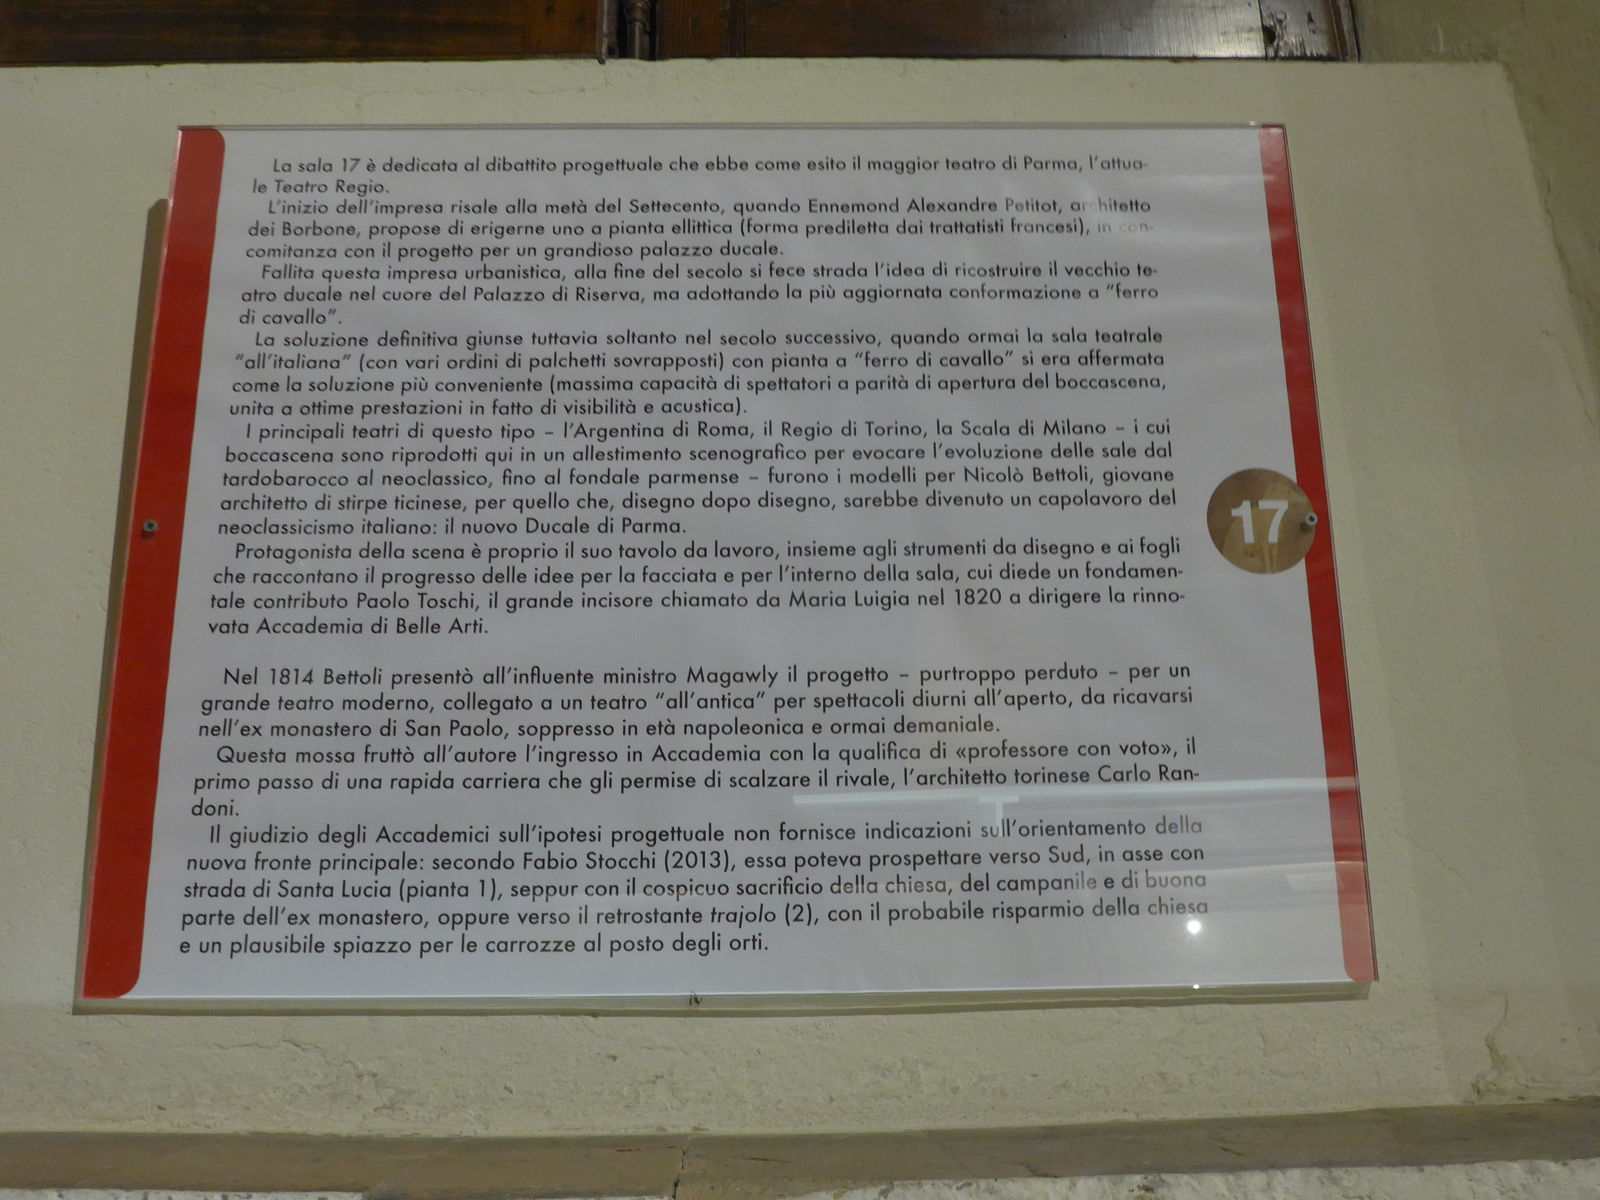 La sala 17 è dedicata al dibattito progettuale che ebbe come esito il maggior teatro di Parma, l'attua-
le Teatro Regio.
L'inizio dell'impresa risale alla metà del Settecento, quando Ennemond Alexandre Petitot, architetto
dei Borbone, propose di erigerne uno a pianta ellittica (forma prediletta dai trattatisti francesi), in con-
comitanza con il progetto per un grandioso palazzo ducale.
Fallita questa impresa urbanistica, alla fine del secolo si fece strada l'idea di ricostruire il vecchio te-
atro ducale nel cuore del Palazzo di Riserva, ma adottando la più aggiornata conformazione a "ferro
di cavallo".
La soluzione definitiva giunse tuttavia soltanto nel secolo successivo, quando ormai la sala teatrale
"all'italiana" (con vari ordini di palchetti sovrapposti) con pianta a "ferro di cavallo" si era affermata
come la soluzione più conveniente (massima capacità di spettatori a parità di apertura del boccascena,
unita a ottime prestazioni in fatto di visibilità e acustica).
I principali teatri di questo tipo – l'Argentina di Roma, il Regio di Torino, la Scala di Milano – i cui
boccascena sono riprodotti qui in un allestimento scenografico per evocare l'evoluzione delle sale dal
tardobarocco al neoclassico, fino al fondale parmense – furono i modelli per Nicolò Bettoli, giovane
architetto di stirpe ticinese, per quello che, disegno dopo disegno, sarebbe divenuto un capolavoro del
neoclassicismo italiano: il nuovo Ducale di Parma.
Protagonista della scena è proprio il suo tavolo da lavoro, insieme agli strumenti da disegno e ai fogli
che raccontano il progresso delle idee per la facciata e per l'interno della sala, cui diede un fondamen-
tale contributo Paolo Toschi, il grande incisore chiamato da Maria Luigia nel 1820 a dirigere la rinno-
vata Accademia di Belle Arti.
Nel 1814 Bettoli presentò all'influente ministro Magawly il progetto – purtroppo perduto – per un
grande teatro moderno, collegato a un teatro "all'antica" per spettacoli diurni all'aperto, da ricavarsi
nell'ex monastero di San Paolo, soppresso in età napoleonica e ormai demaniale.
Questa mossa fruttò all'autore l'ingresso in Accademia con la qualifica di «professore con voto», il
primo passo di una rapida carriera che gli permise di scalzare il rivale, l'architetto torinese Carlo Ran-
doni.
Il giudizio degli Accademici sull'ipotesi progettuale non fornisce indicazioni sull'orientamento della
nuova fronte principale: secondo Fabio Stocchi (2013), essa poteva prospettare verso Sud, in asse con
strada di Santa Lucia (pianta 1), seppur con il cospicuo sacrificio della chiesa, del campanile e di buona
parte dell'ex monastero, oppure verso il retrostante trajolo (2), con il probabile risparmio della chiesa
e un plausibile spiazzo per le carrozze al posto degli orti.
17